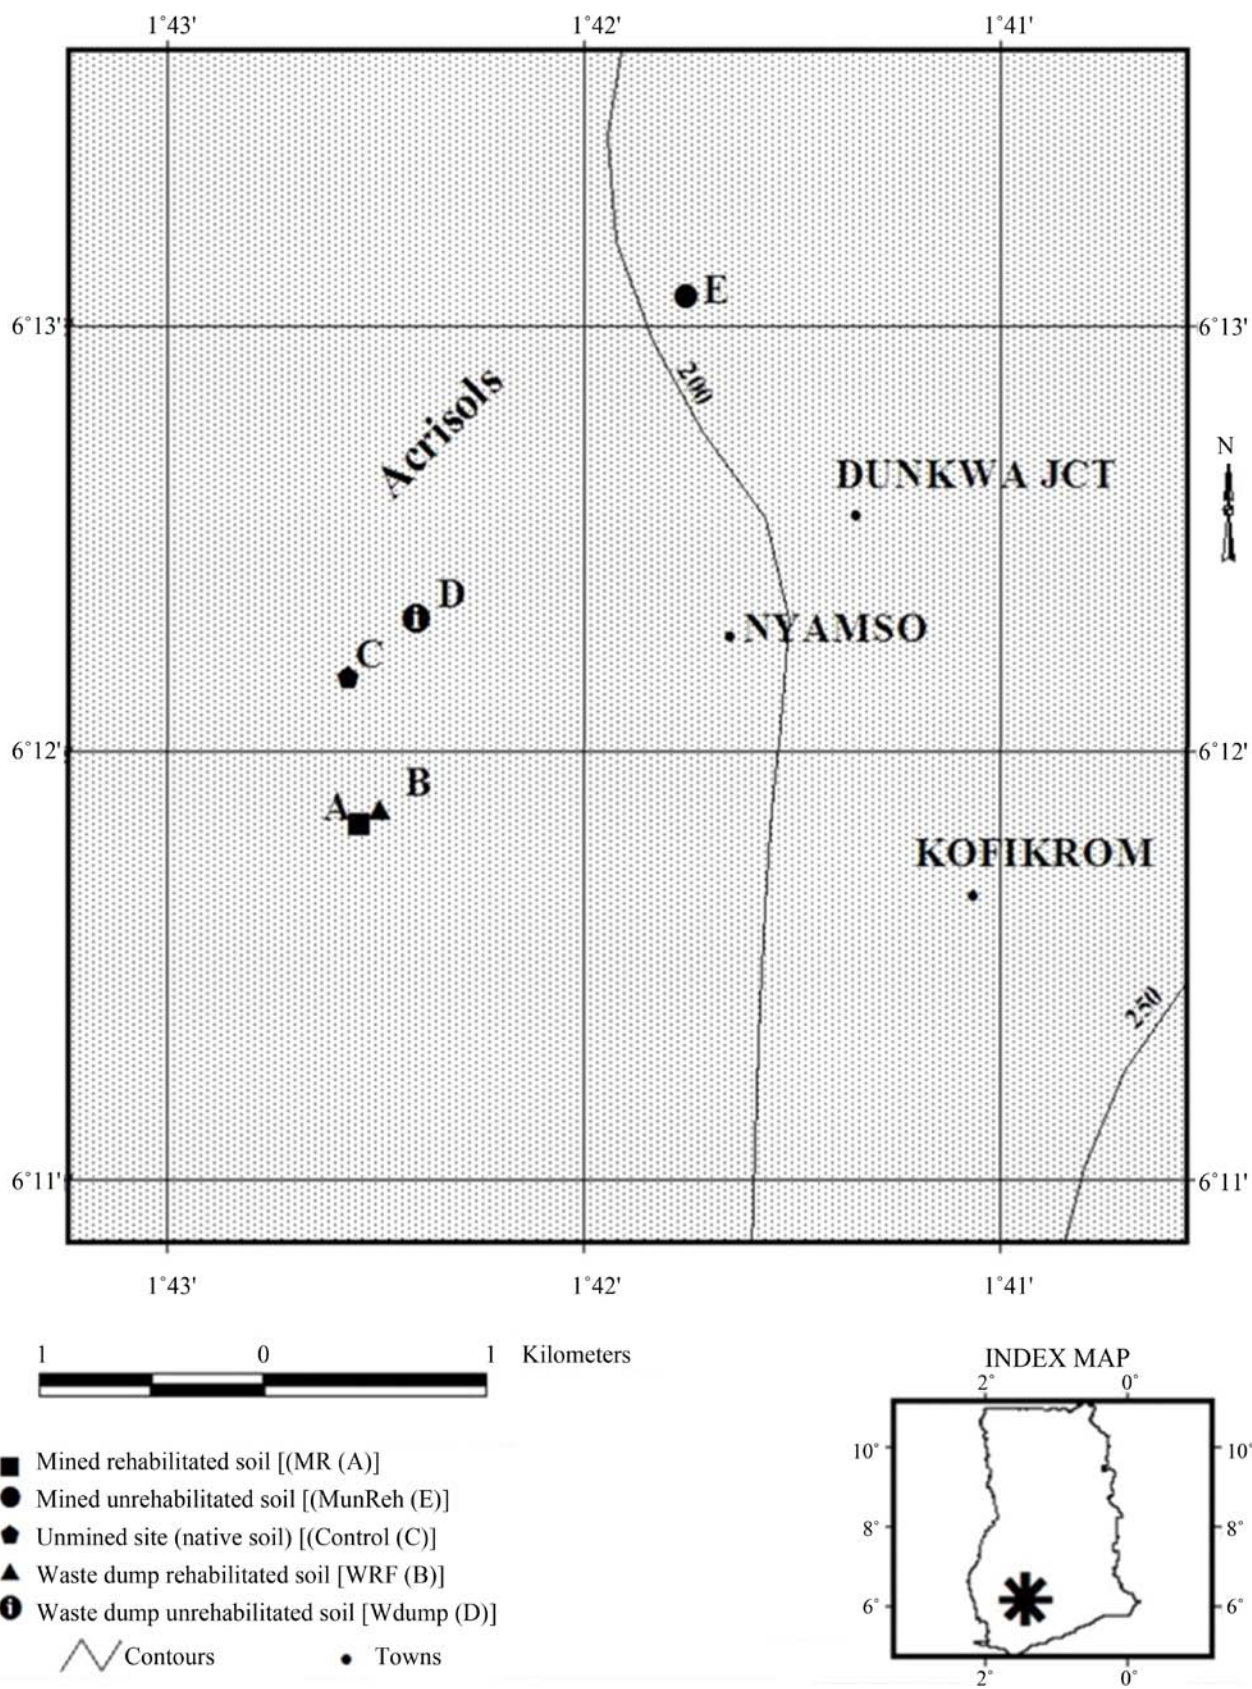 1˚43' 1˚42' 1˚41'
E
6˚13' 6˚13'
200
Acrisols
N
DUNKWA JCT
D
NYAMSO
C
6˚12' 6˚12'
B
A
KOFIKROM
250
6˚11' 6˚11'
1˚43' 1˚42' 1˚41'
1 0 1 Kilometers
Mined rehabilitated soil [(MR (A)]
Mined unrehabilitated soil [(MunReh (E)]
Unmined site (native soil) [(Control (C)]
Waste dump rehabilitated soil [WRF (B)]
Waste dump unrehabilitated soil [Wdump (D)]
Contours Towns
INDEX MAP
2˚ 0˚
10˚ 10˚
8˚ 8˚
6˚ 6˚
2˚ 0˚